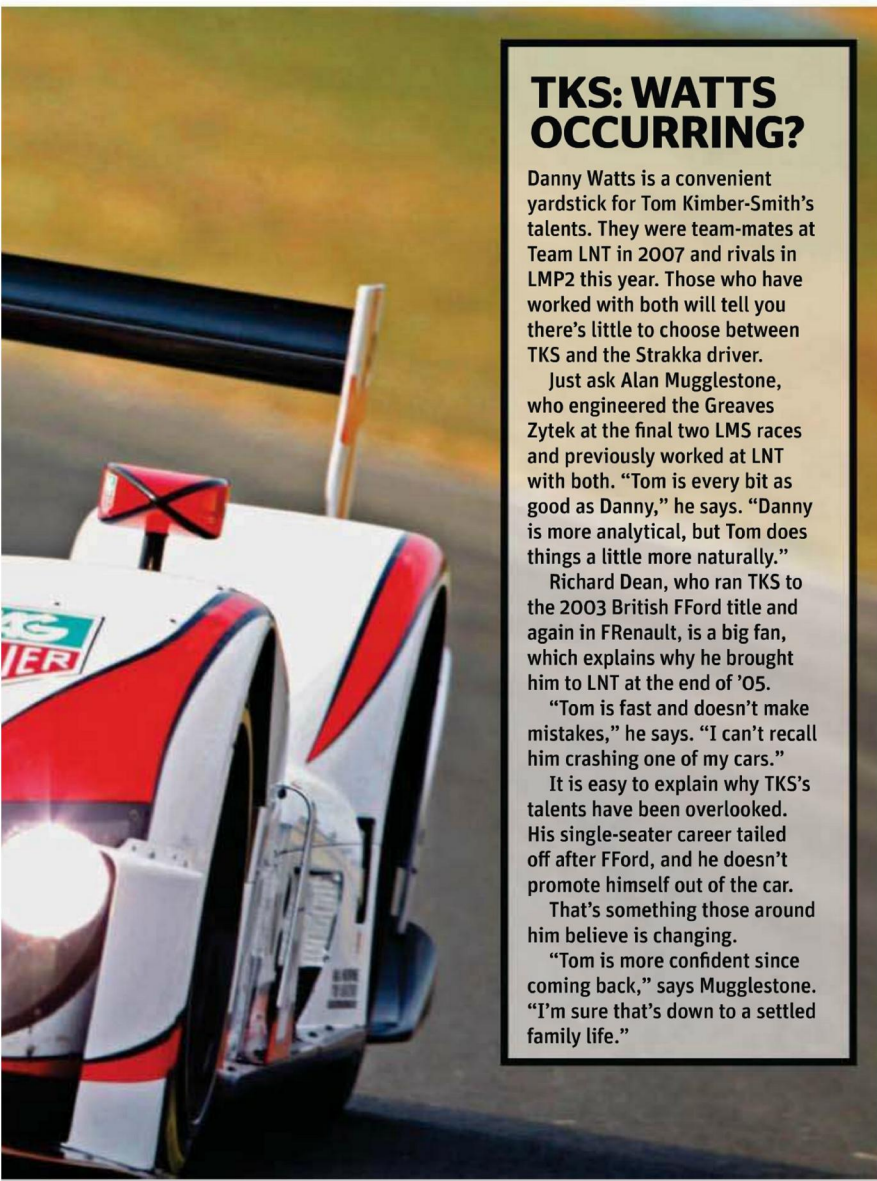 TKS: WATTS
OCCURRING?
Danny Watts is a convenient
yardstick for Tom Kimber-Smith’s
talents. They were team-mates at
Team LNT in 2007 and rivals in
LMP2 this year. Those who have
worked with both will tell you
there’s little to choose between
TKS and the Strakka driver.
Just ask Alan Mugglestone,
who engineered the Greaves
Zytek at the final two LMS races
and previously worked at LNT
with both. “Tom is every bit as
good as Danny,” he says. “Danny
is more analytical, but Tom does
things a little more naturally.”
Richard Dean, who ran TKS to
the 2003 British FFord title and
again in FRenault, is a big fan,
which explains why he brought
him to LNT at the end of ’05.
“Tom is fast and doesn’t make
mistakes,” he says. “I can’t recall
him crashing one of my cars.”
It is easy to explain why TKS’s
talents have been overlooked.
His single-seater career tailed
off after FFord, and he doesn’t
promote himself out of the car.
That’s something those around
him believe is changing.
“Tom is more confident since
coming back,” says Mugglestone.
“I’m sure that’s down to a settled
family life.”
AG
UER